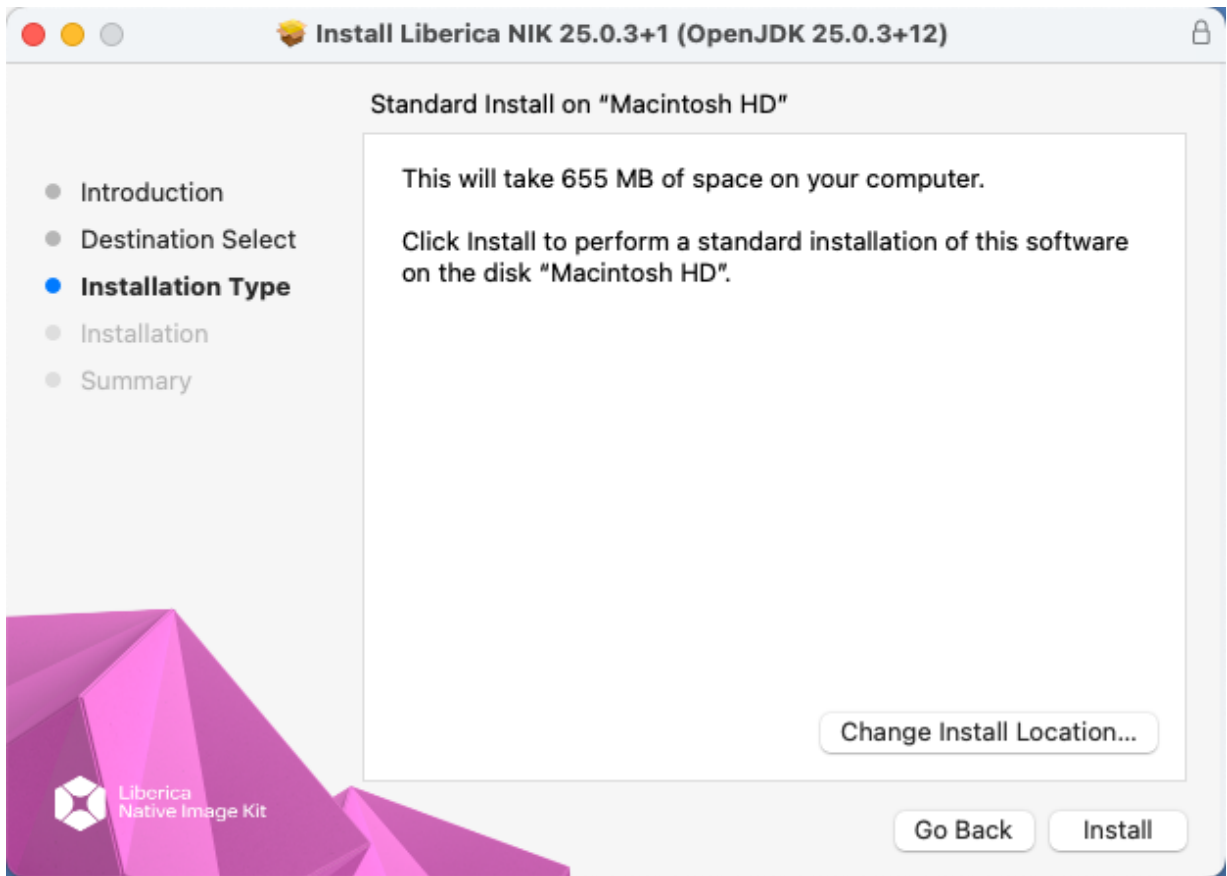 Install Liberica NIK 25.0.3+1 (OpenJDK 25.0.3+12)
Standard Install on “Macintosh HD”
Introduction
Destination Select
Installation Type
Installation
Summary
This will take 655 MB of space on your computer.
Click Install to perform a standard installation of this software
on the disk “Macintosh HD”.
Change Install Location...
Liberica
Native Image Kit
Go Back
Install